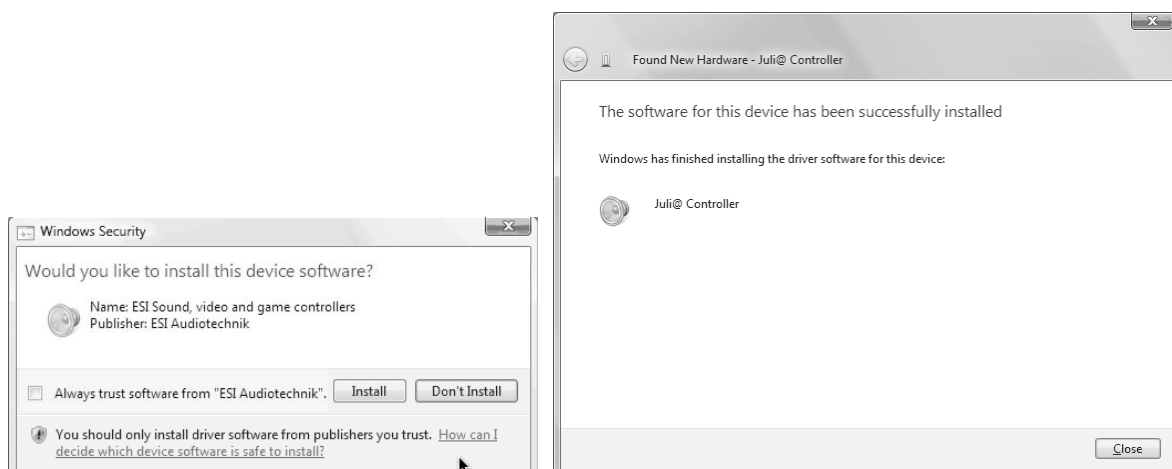 Windows Security
Would you like to install this device software?
Name: ESI Sound, video and game controllers
Publisher: ESI Audiotechnik
Always trust software from "ESI Audiotechnik". Install Don't Install
You should only install driver software from publishers you trust. How can I
decide which device software is safe to install?
Found New Hardware - Juli@ Controller
The software for this device has been successfully installed
Windows has finished installing the driver software for this device:
Juli@ Controller
Close